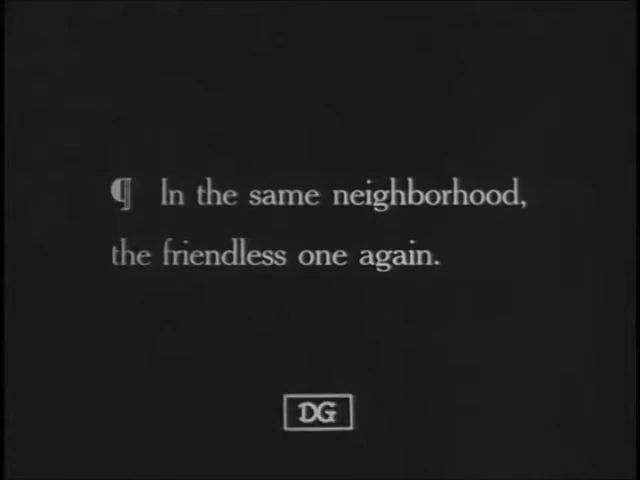 ¶ In the same neighborhood,
the friendless one again.
DG